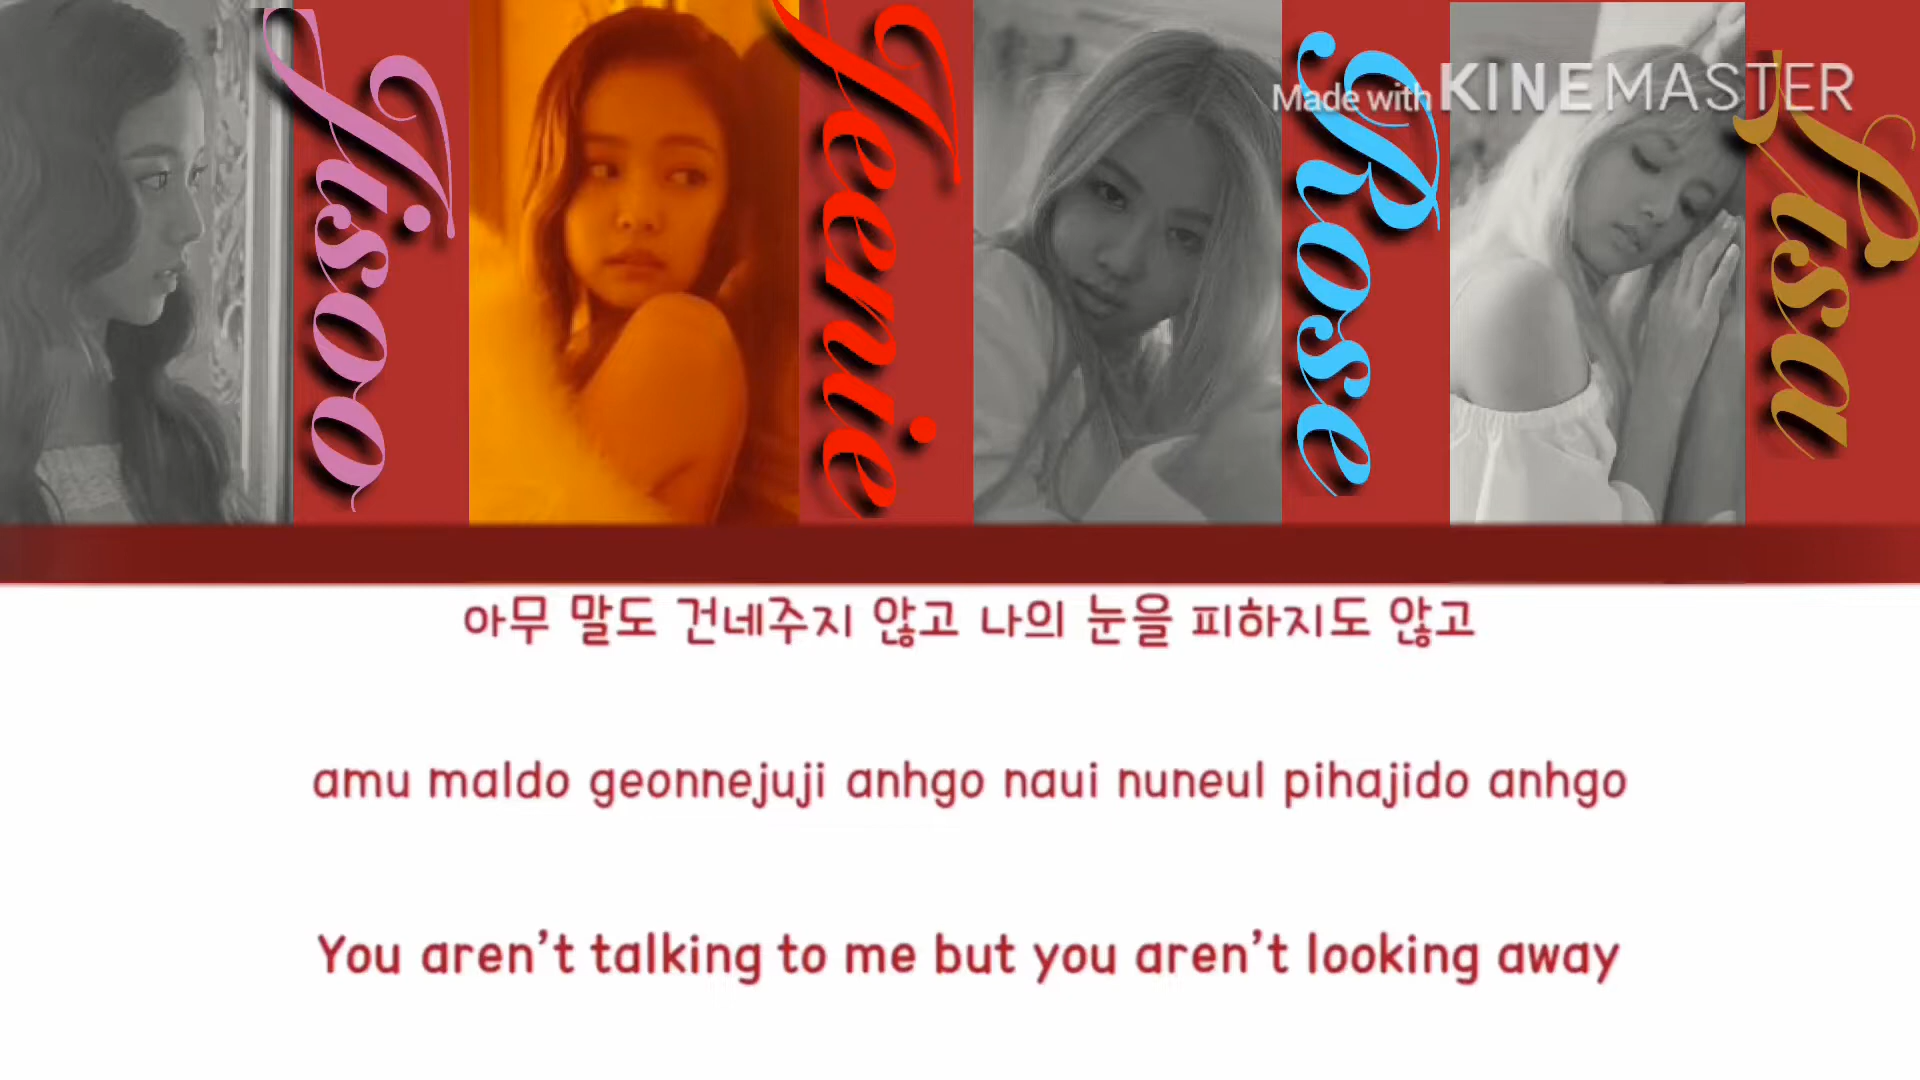 Jisoo
Jennie
Rose
Lisa
Made with KINEMASTER
아무 말도 건네주지 않고 나의 눈을 피하지도 않고
amu maldo geonnejuji anhgo naui nuneul pihajido anhgo
You aren’t talking to me but you aren’t looking away